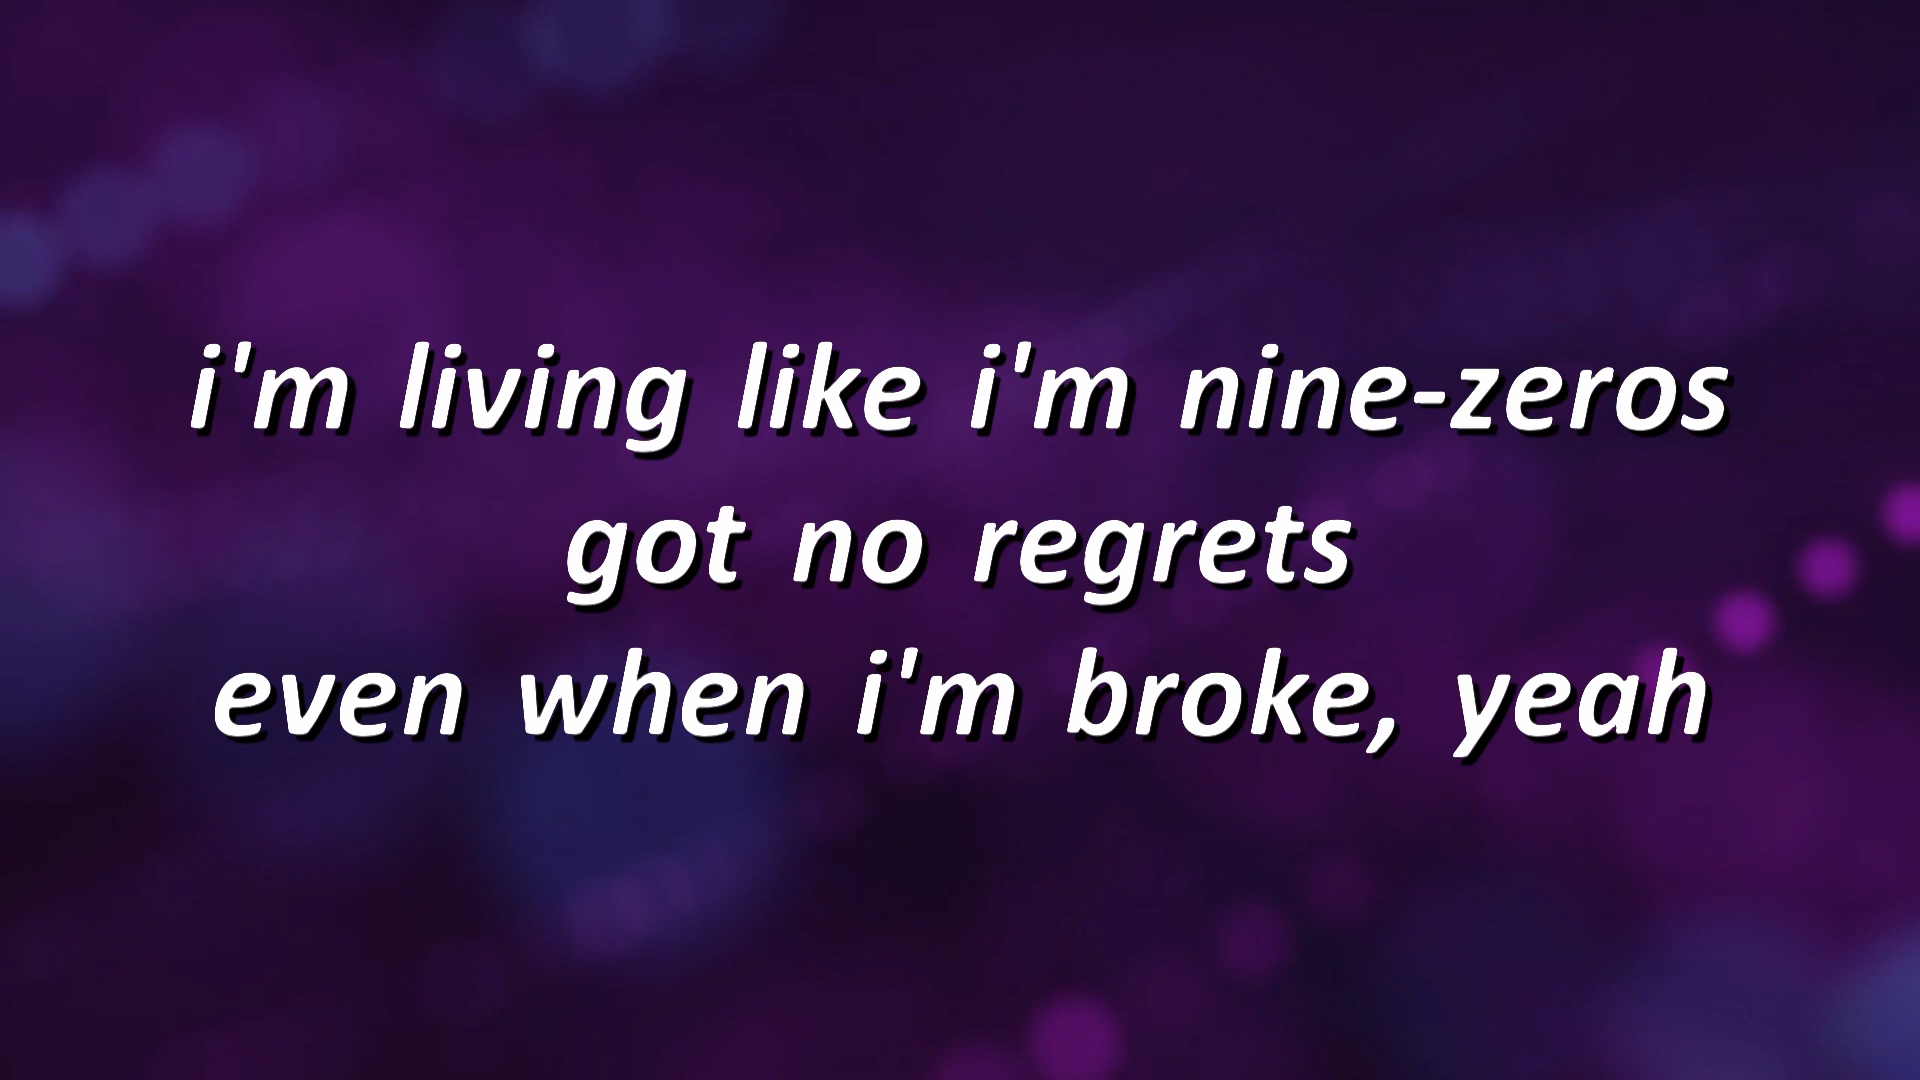 i'm living like i'm nine-zeros
got no regrets
even when i'm broke, yeah